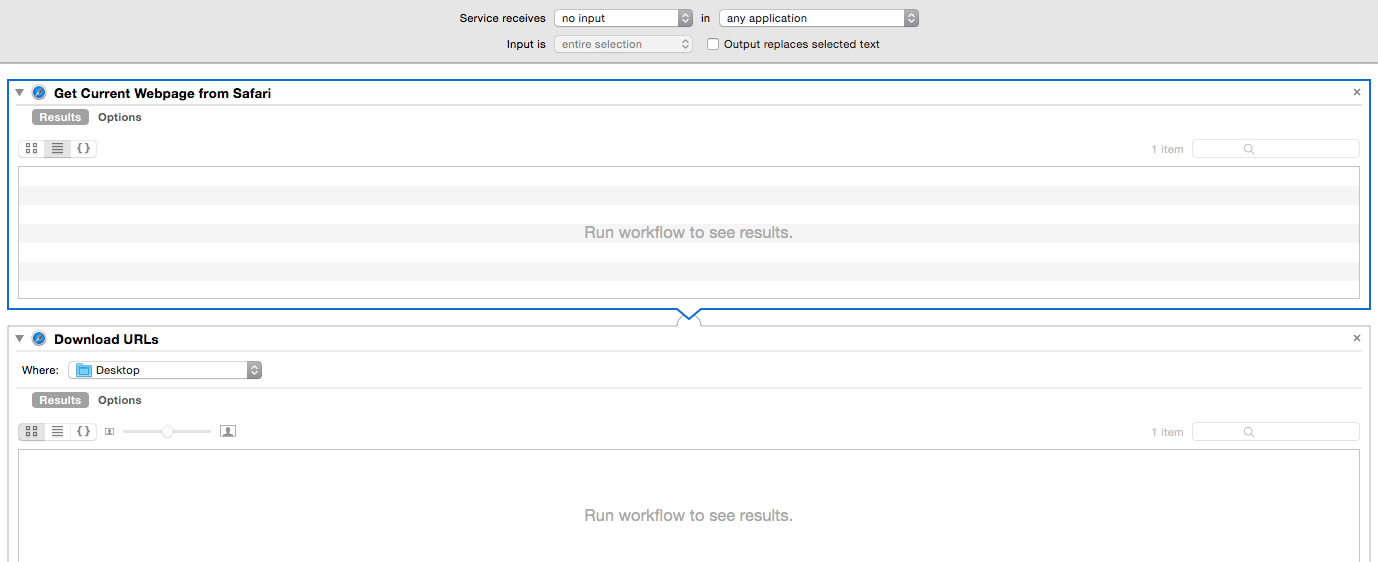 Service receives no input in any application
Input is entire selection Output replaces selected text
Get Current Webpage from Safari
Results Options
1 item
Run workflow to see results.
Download URLs
Where: Desktop
Results Options
1 item
Run workflow to see results.